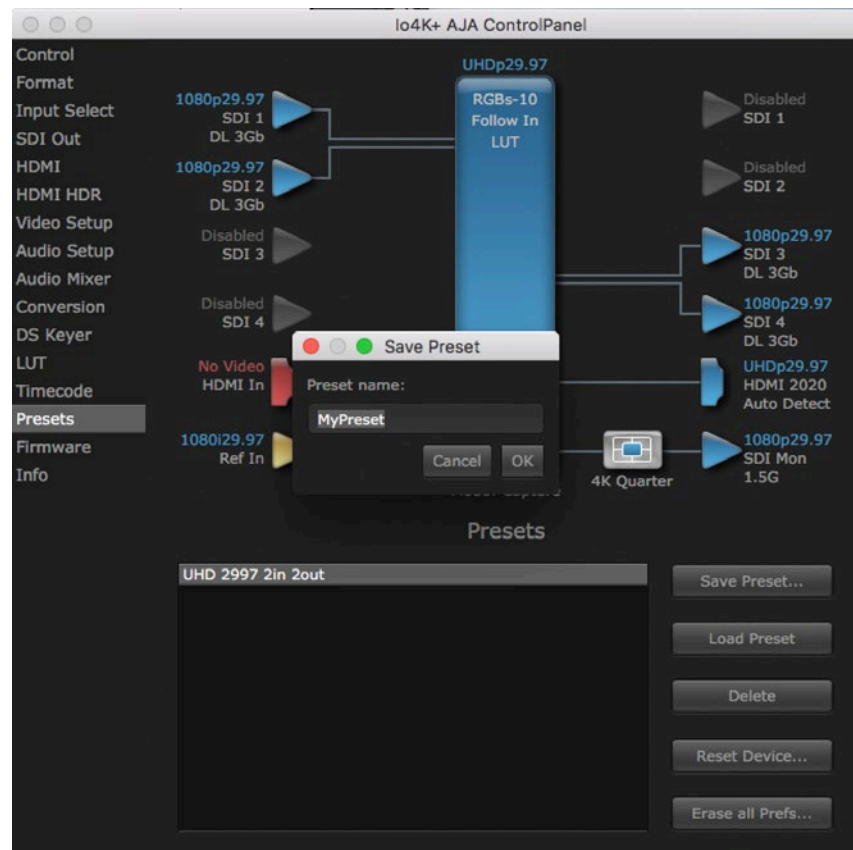 Io4K+ AJA ControlPanel
Control
Format
Input Select
SDI Out
HDMI
HDMI HDR
Video Setup
Audio Setup
Audio Mixer
Conversion
DS Keyer
LUT
Timecode
Presets
Firmware
Info
1080p29.97
SDI 1
DL 3Gb
1080p29.97
SDI 2
DL 3Gb
Disabled
SDI 3
Disabled
SDI 4
No Video
HDMI In
1080i29.97
Ref In
UHDp29.97
RGBs-10
Follow In
LUT
Disabled
SDI 1
Disabled
SDI 2
1080p29.97
SDI 3
DL 3Gb
1080p29.97
SDI 4
DL 3Gb
UHDp29.97
HDMI 2020
Auto Detect
4K Quarter
1080p29.97
SDI Mon
1.5G
Save Preset
Preset name:
MyPreset
Cancel
OK
Presets
UHD 2997 2in 2out
Save Preset...
Load Preset
Delete
Reset Device...
Erase all Prefs...